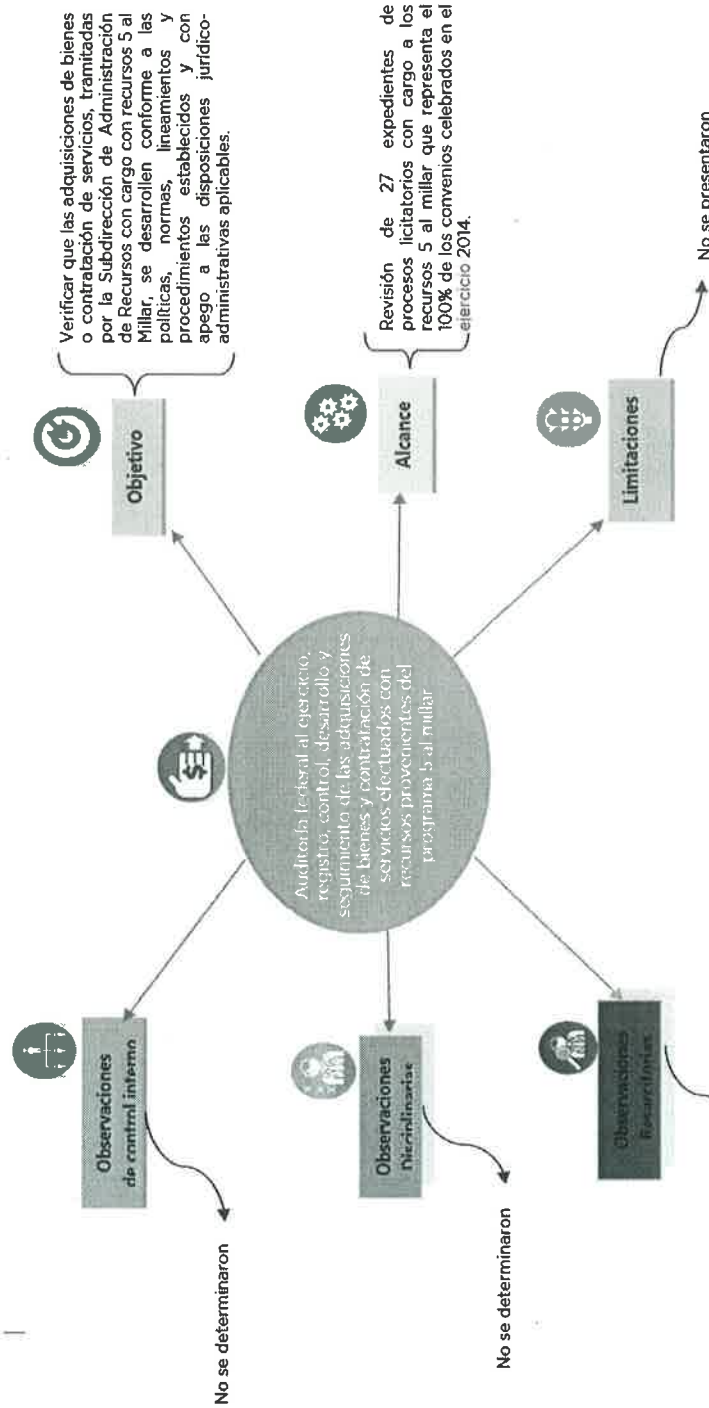 Auditoría federal al ejercicio,
registro, control, desarrollo y
seguimiento de las adquisiciones
de bienes y contratación de
servicios efectuados con
recursos provenientes del
programa 5 al millar
Objetivo
Verificar que las adquisiciones de bienes
o contratación de servicios, tramitadas
por la Subdirección de Administración
de Recursos con cargo con recursos 5 al
Millar, se desarrollen conforme a las
políticas, normas, lineamientos y
procedimientos establecidos y con
apego a las disposiciones jurídico-
administrativas aplicables.
Alcance
Revisión de 27 expedientes de
procesos licitatorios con cargo a los
recursos 5 al millar que representa el
100% de los convenios celebrados en el
ejercicio 2014.
Limitaciones
No se presentaron
Observaciones
de control interno
No se determinaron
Observaciones
Disciplinarias
No se determinaron
Observaciones
Resarcitorias